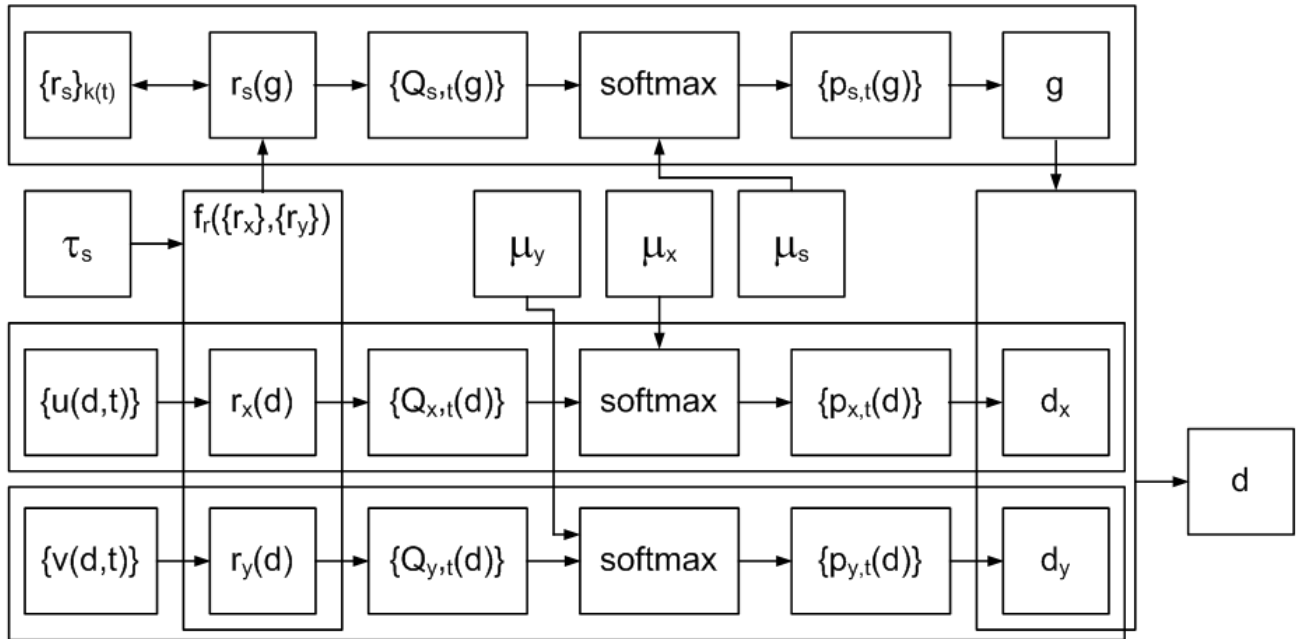 {r_s}_k(t) r_s(g) {Q_s,t(g)} softmax {p_s,t(g)} g
f_r({r_x},{r_y})
τ_s μ_y μ_x μ_s
{u(d,t)} r_x(d) {Q_x,t(d)} softmax {p_x,t(d)} d_x
d
{v(d,t)} r_y(d) {Q_y,t(d)} softmax {p_y,t(d)} d_y